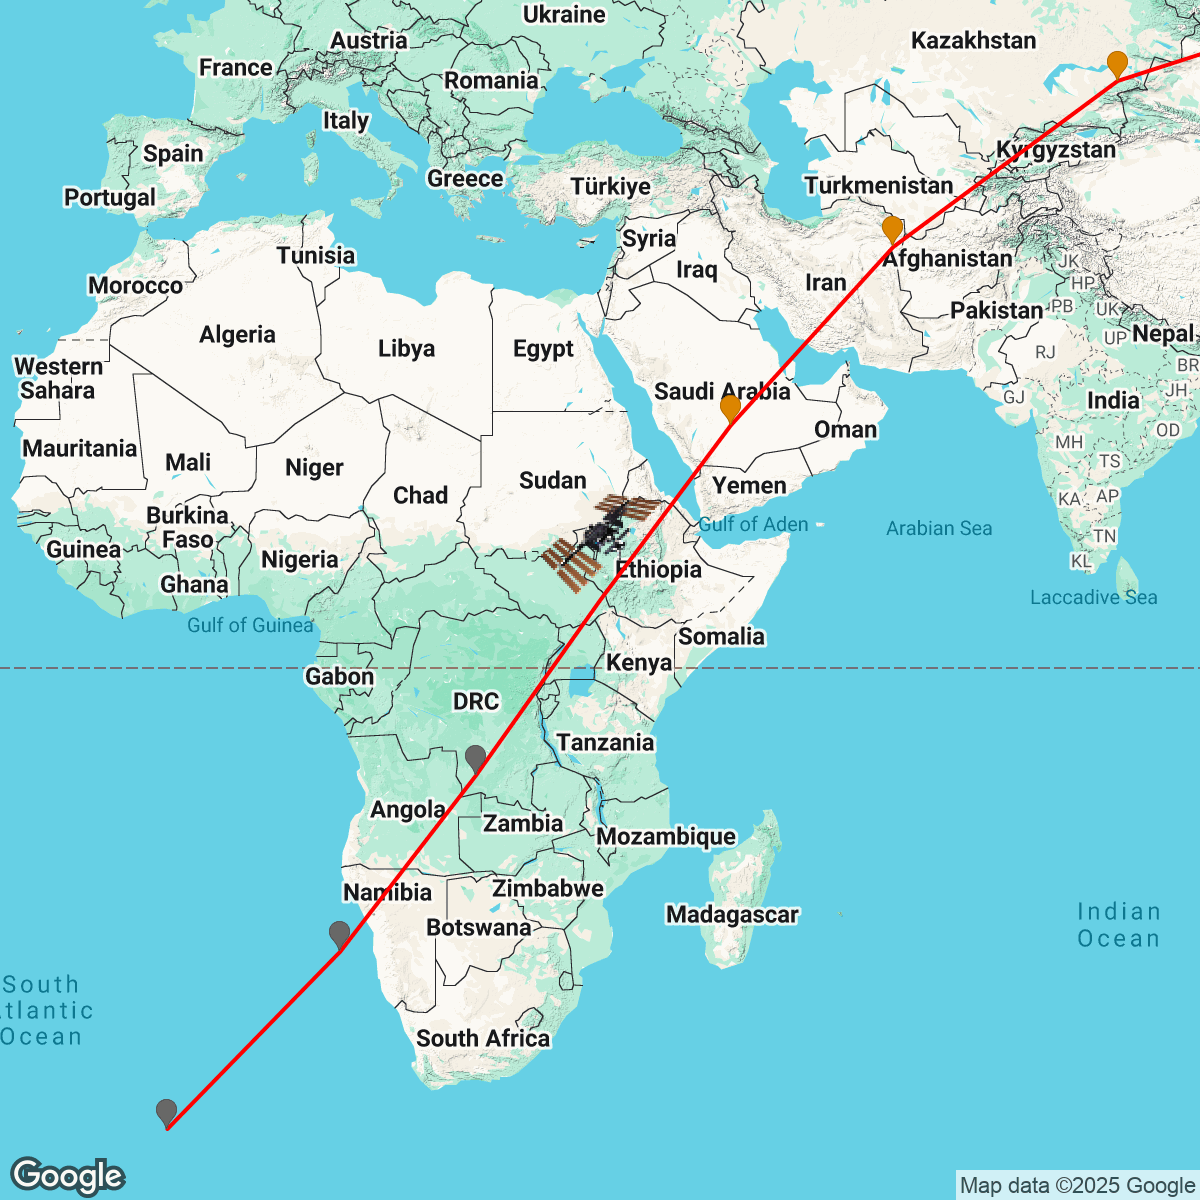 Ukraine
Austria
Kazakhstan
France
Romania
Italy
Spain
Kyrgyzstan
Greece
Türkiye
Turkmenistan
Portugal
Syria
Tunisia
Afghanistan
JK
Iraq
Morocco
Iran
HP
Pakistan
PB
UK
Algeria
Libya
Egypt
Nepal
UP
RJ
Western
Sahara
BR
Saudi Arabia
JH
GJ
India
Oman
OD
Mauritania
MH
Mali
Niger
TS
Sudan
Yemen
Chad
KA
AP
Burkina
Faso
Gulf of Aden
Arabian Sea
TN
Guinea
Nigeria
KL
Ethiopia
Ghana
Laccadive Sea
Gulf of Guinea
Somalia
Kenya
Gabon
DRC
Tanzania
Angola
Zambia
Mozambique
Namibia
Zimbabwe
Madagascar
Indian
Ocean
Botswana
South
tlantic
Ocean
South Africa
Google
Map data ©2025 Google